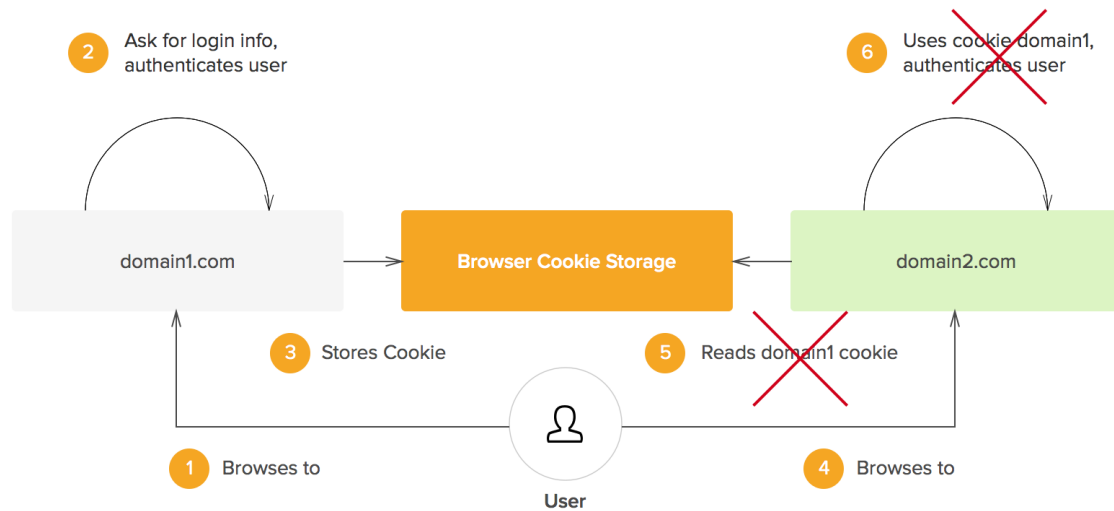 2
Ask for login info,
authenticates user
6
Uses cookie domain1,
authenticates user
domain1.com
Browser Cookie Storage
domain2.com
3
Stores Cookie
5
Reads domain1 cookie
1
Browses to
4
Browses to
User